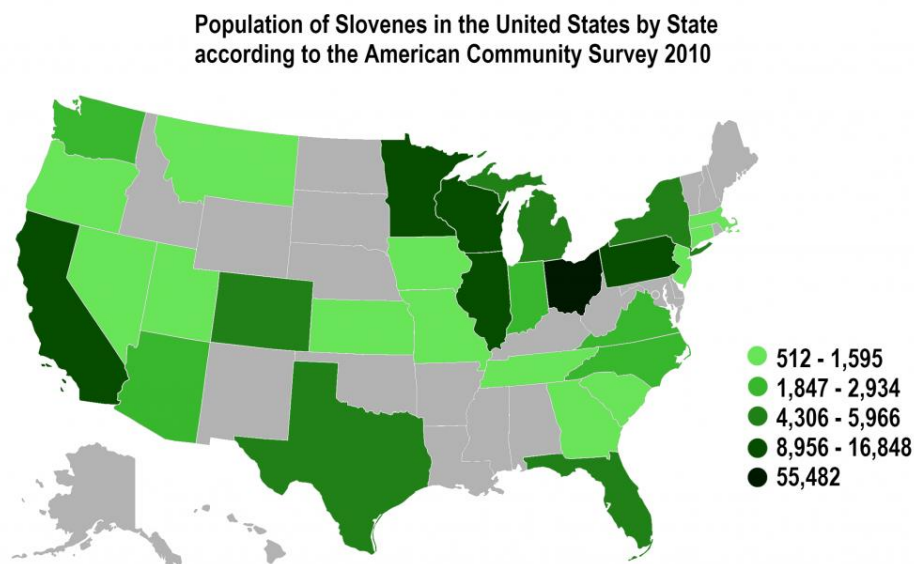 Population of Slovenes in the United States by State
according to the American Community Survey 2010
512 - 1,595
1,847 - 2,934
4,306 - 5,966
8,956 - 16,848
55,482